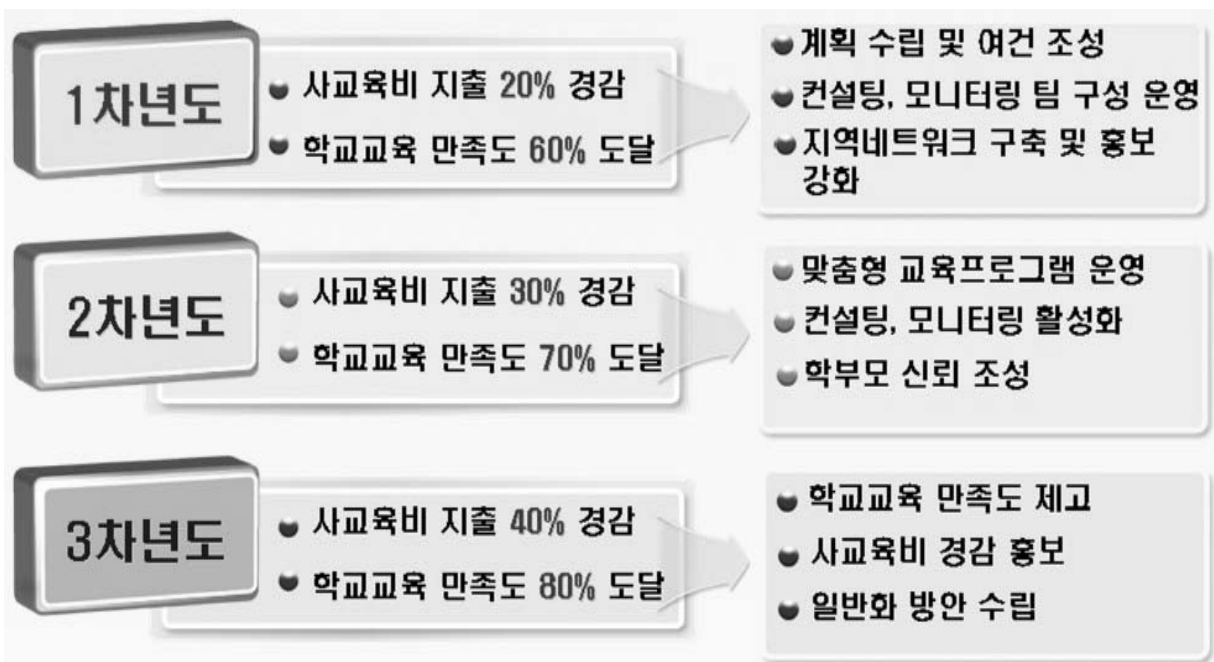 1차년도
● 사교육비 지출 20% 경감
● 학교교육 만족도 60% 도달
● 계획 수립 및 여건 조성
● 컨설팅, 모니터링 팀 구성 운영
● 지역네트워크 구축 및 홍보
강화
2차년도
● 사교육비 지출 30% 경감
● 학교교육 만족도 70% 도달
● 맞춤형 교육프로그램 운영
● 컨설팅, 모니터링 활성화
● 학부모 신뢰 조성
3차년도
● 사교육비 지출 40% 경감
● 학교교육 만족도 80% 도달
● 학교교육 만족도 제고
● 사교육비 경감 홍보
● 일반화 방안 수립